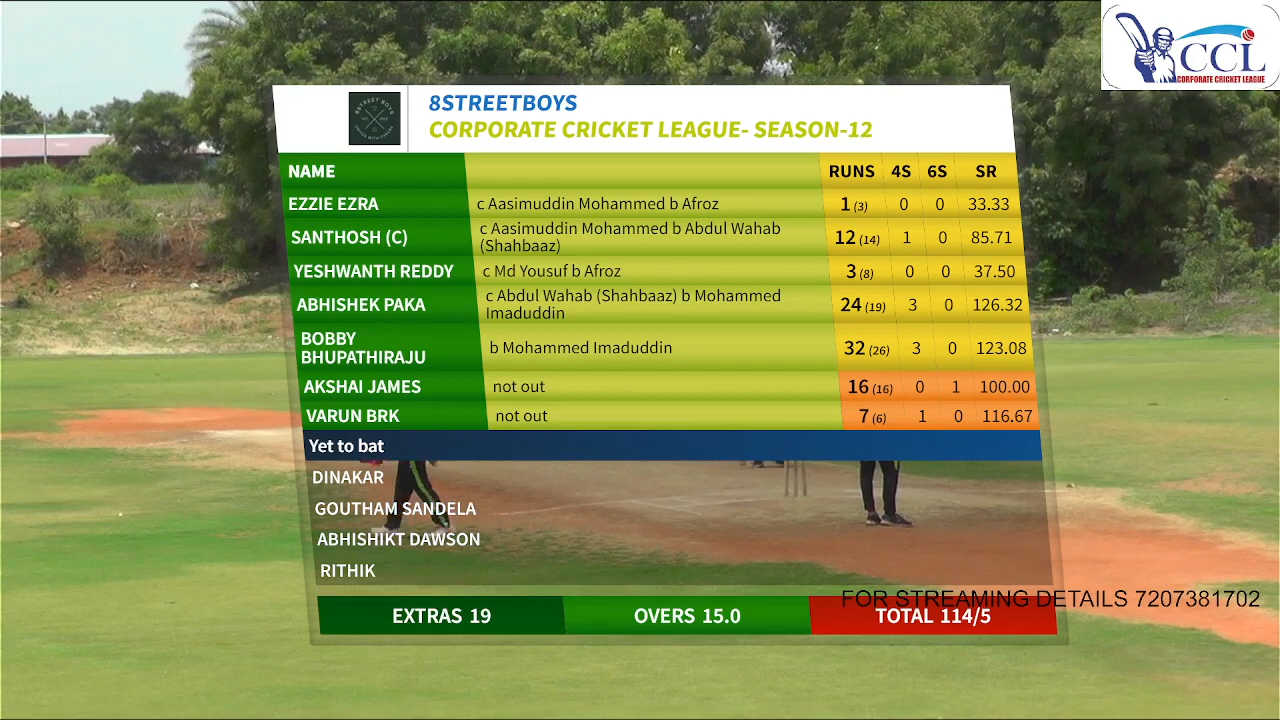 CCL
CORPORATE CRICKET LEAGUE
8STREETBOYS
CORPORATE CRICKET LEAGUE- SEASON-12
NAME RUNS 4S 6S SR
EZZIE EZRA c Aasimuddin Mohammed b Afroz 1 (3) 0 0 33.33
SANTHOSH (C) c Aasimuddin Mohammed b Abdul Wahab (Shahbaaz) 12 (14) 1 0 85.71
YESHWANTH REDDY c Md Yousuf b Afroz 3 (8) 0 0 37.50
ABHISHEK PAKA c Abdul Wahab (Shahbaaz) b Mohammed Imaduddin 24 (19) 3 0 126.32
BOBBY BHUPATHIRAJU b Mohammed Imaduddin 32 (26) 3 0 123.08
AKSHAI JAMES not out 16 (16) 0 1 100.00
VARUN BRK not out 7 (6) 1 0 116.67
Yet to bat
DINAKAR
GOUTHAM SANDELA
ABHISHIKT DAWSON
RITHIK
FOR STREAMING DETAILS 7207381702
EXTRAS 19 OVERS 15.0 TOTAL 114/5